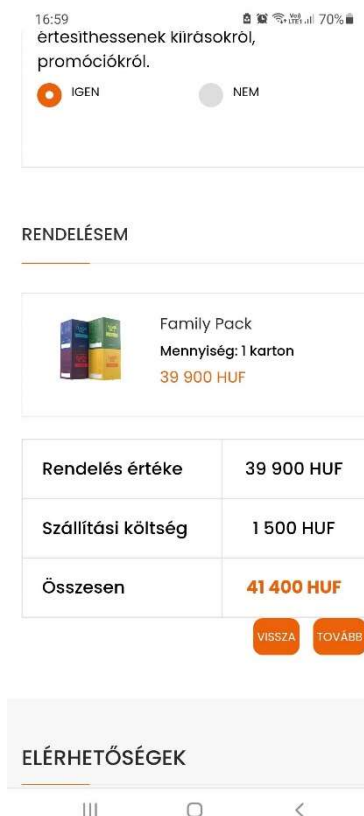 16:59
70%
értesíthessenek kiírásokról,
promóciókról.
IGEN
NEM
RENDELÉSEM
Family Pack
Mennyiség: 1 karton
39 900 HUF
Rendelés értéke
39 900 HUF
Szállítási költség
1 500 HUF
Összesen
41 400 HUF
VISSZA
TOVÁBB
ELÉRHETŐSÉGEK